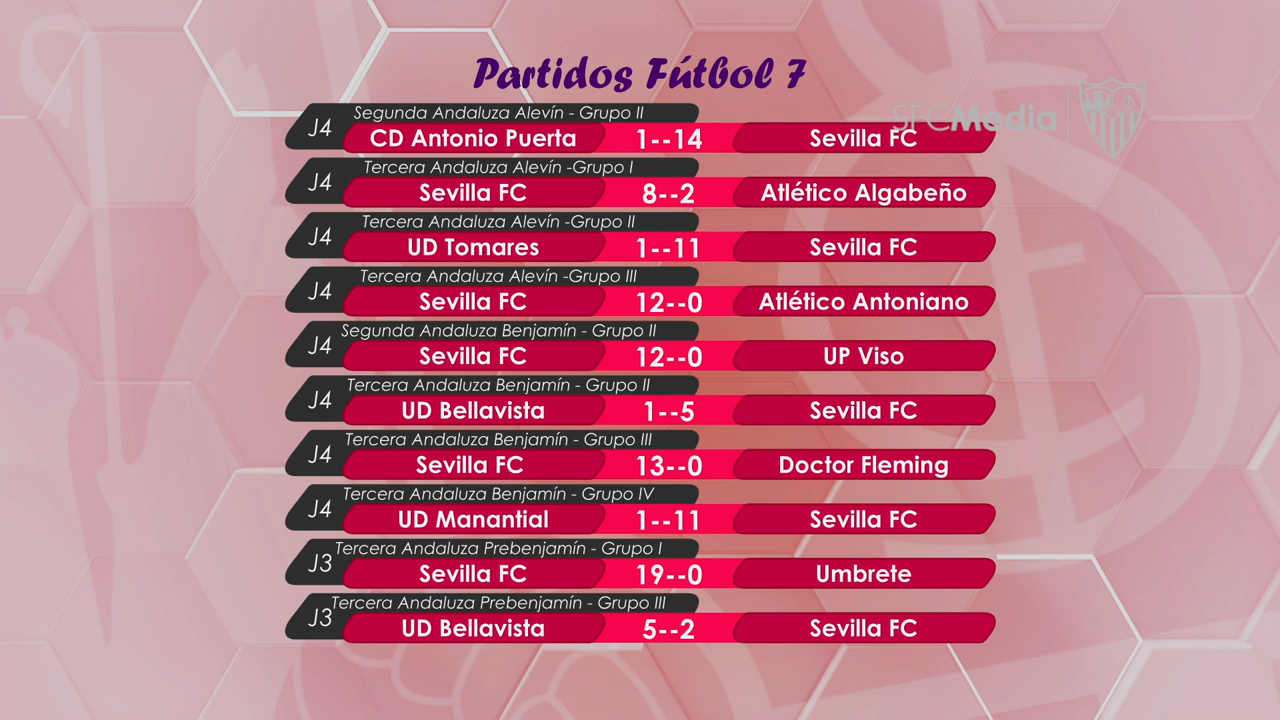 Partidos Fútbol 7
SFCMedia
J4 Segunda Andaluza Alevín - Grupo II
CD Antonio Puerta 1--14 Sevilla FC
J4 Tercera Andaluza Alevín -Grupo I
Sevilla FC 8--2 Atlético Algabeño
J4 Tercera Andaluza Alevín -Grupo II
UD Tomares 1--11 Sevilla FC
J4 Tercera Andaluza Alevín -Grupo III
Sevilla FC 12--0 Atlético Antoniano
J4 Segunda Andaluza Benjamín - Grupo II
Sevilla FC 12--0 UP Viso
J4 Tercera Andaluza Benjamín - Grupo II
UD Bellavista 1--5 Sevilla FC
J4 Tercera Andaluza Benjamín - Grupo III
Sevilla FC 13--0 Doctor Fleming
J4 Tercera Andaluza Benjamín - Grupo IV
UD Manantial 1--11 Sevilla FC
J3 Tercera Andaluza Prebenjamín - Grupo I
Sevilla FC 19--0 Umbrete
J3 Tercera Andaluza Prebenjamín - Grupo III
UD Bellavista 5--2 Sevilla FC